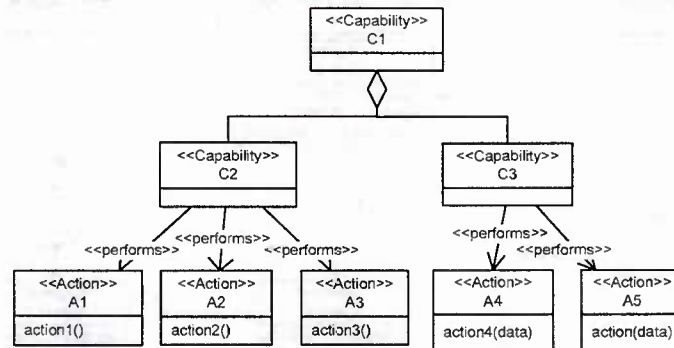 <<Capability>>
C1
<<Capability>>
C2
<<Capability>>
C3
<<performs>>
<<performs>>
<<performs>>
<<performs>>
<<performs>>
<<Action>>
A1
action1()
<<Action>>
A2
action2()
<<Action>>
A3
action3()
<<Action>>
A4
action4(data)
<<Action>>
A5
action(data)